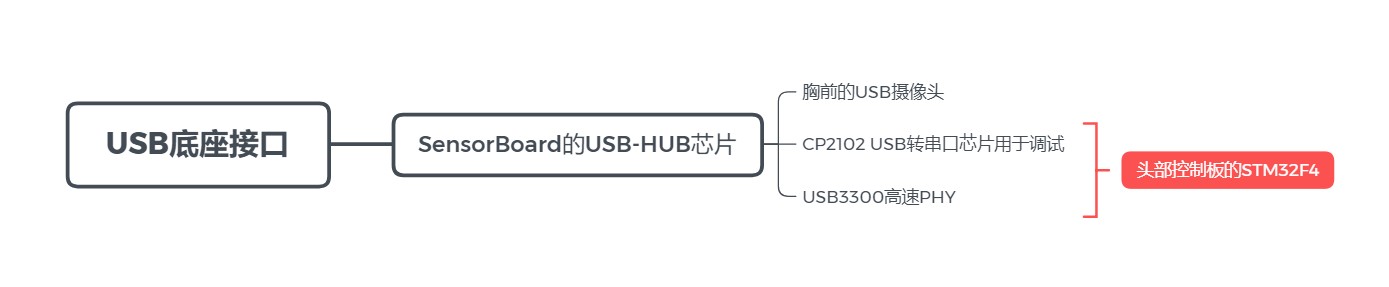 USB底座接口
SensorBoard的USB-HUB芯片
胸前的USB摄像头
CP2102 USB转串口芯片用于调试
USB3300高速PHY
头部控制板的STM32F4